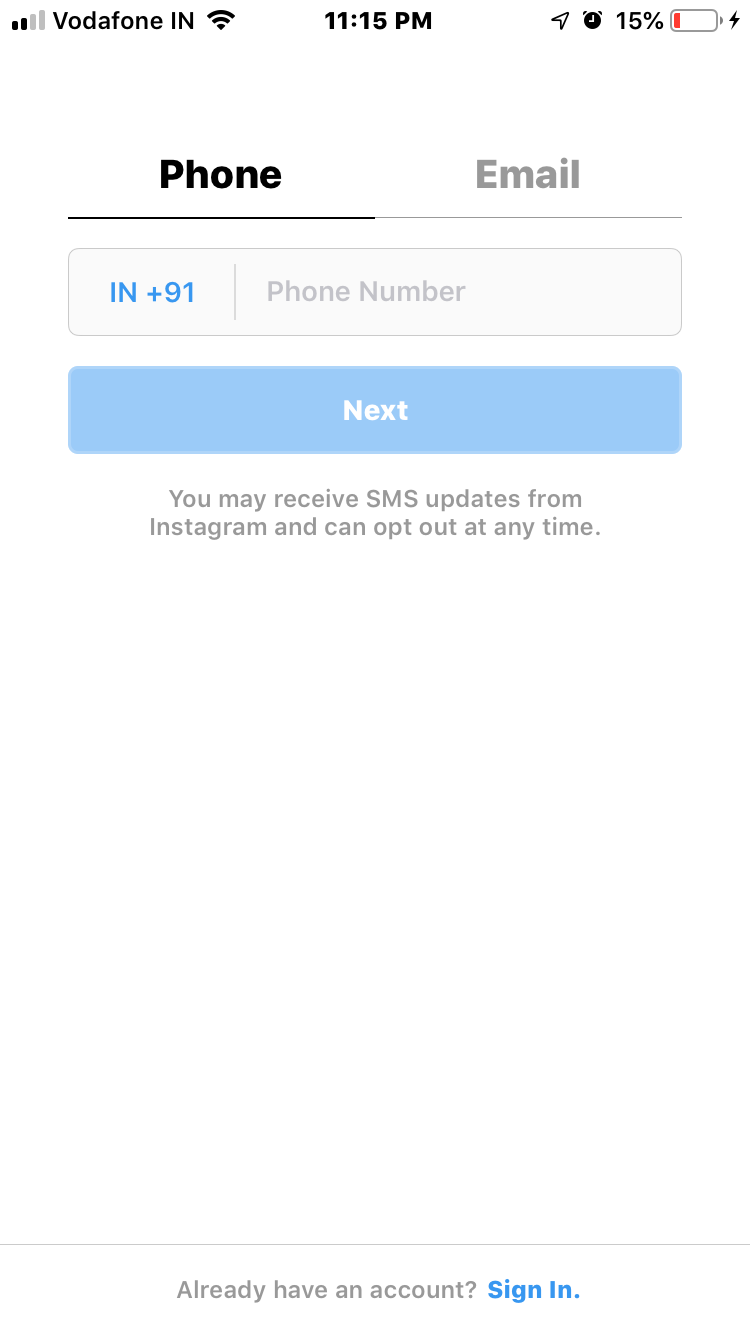 Vodafone IN 11:15 PM 15%
Phone Email
IN +91 Phone Number
Next
You may receive SMS updates from
Instagram and can opt out at any time.
Already have an account? Sign In.